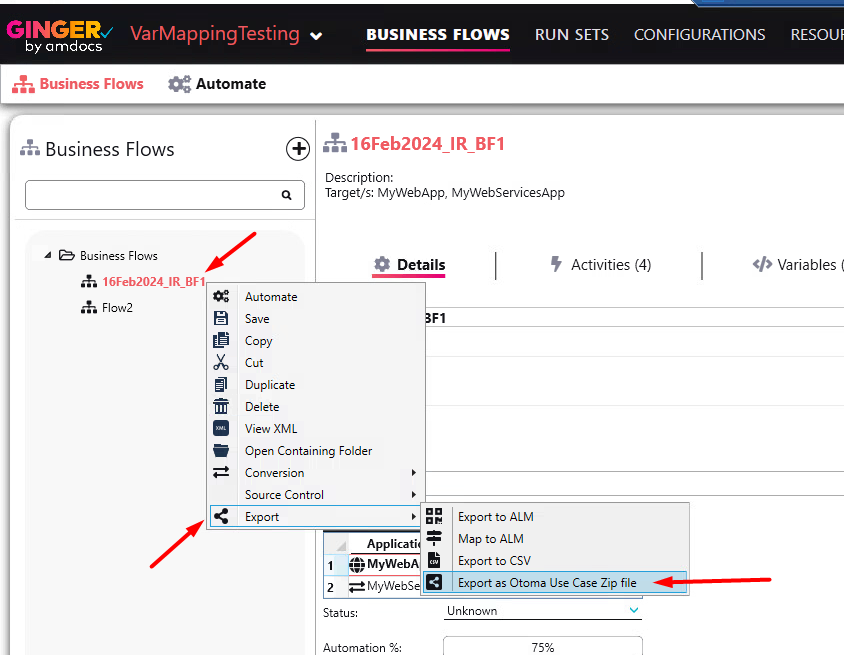 GINGER
by amdocs
VarMappingTesting
BUSINESS FLOWS
RUN SETS
CONFIGURATIONS
RESOU
Business Flows
Automate
Business Flows
16Feb2024_IR_BF1
Description:
Target/s: MyWebApp, MyWebServicesApp
Business Flows
16Feb2024_IR_BF1
Flow2
Details
Activities (4)
Variables (
BF1
Automate
Save
Copy
Cut
Duplicate
Delete
XML
View XML
Open Containing Folder
Conversion
Source Control
Export
Export to ALM
Map to ALM
CSV
Export to CSV
Export as Otoma Use Case Zip file
Applicatio
1 MyWebA
2 MyWebSe
Status:
Unknown
Automation %:
75%